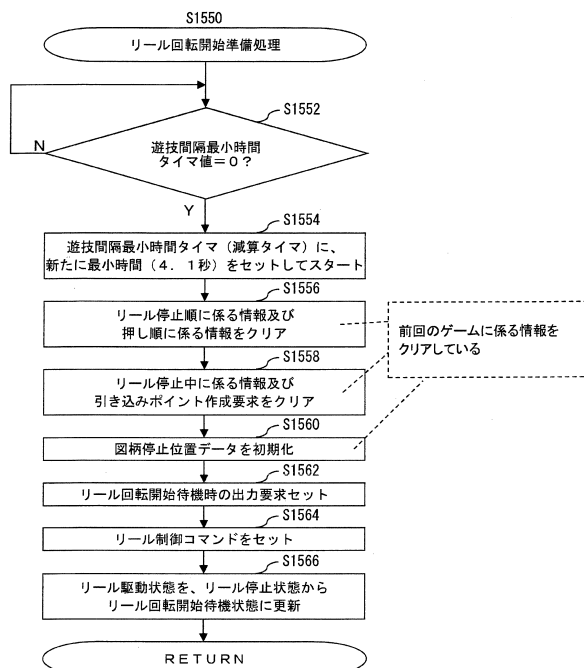 S1550
リール回転開始準備処理
S1552
遊技間隔最小時間
タイマ値＝０？
N
Y
S1554
遊技間隔最小時間タイマ（減算タイマ）に、
新たに最小時間（４．１秒）をセットしてスタート
S1556
リール停止順に係る情報及び
押し順に係る情報をクリア
前回のゲームに係る情報を
クリアしている
S1558
リール停止中に係る情報及び
引き込みポイント作成要求をクリア
S1560
図柄停止位置データを初期化
S1562
リール回転開始待機時の出力要求セット
S1564
リール制御コマンドをセット
S1566
リール駆動状態を、リール停止状態から
リール回転開始待機状態に更新
ＲＥＴＵＲＮ